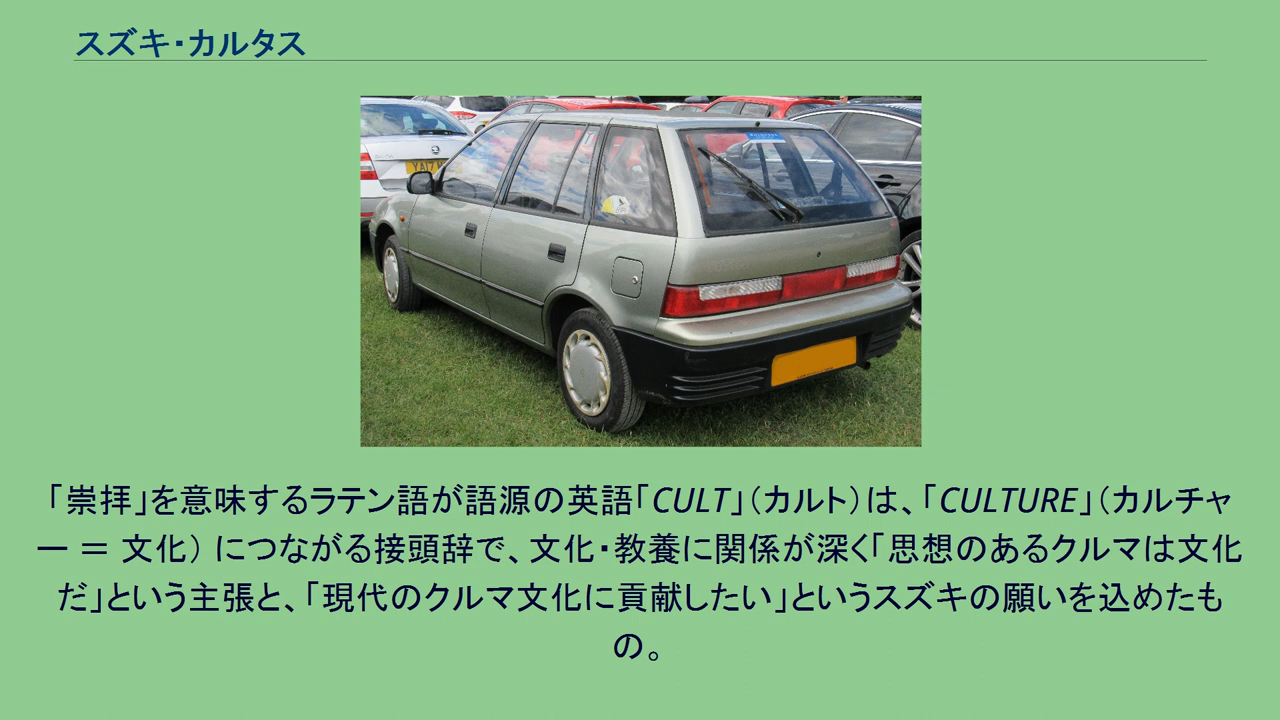 スズキ・カルタス
「崇拝」を意味するラテン語が語源の英語「CULT」（カルト）は、「CULTURE」（カルチャ
ー ＝ 文化） につながる接頭辞で、文化・教養に関係が深く「思想のあるクルマは文化
だ」という主張と、「現代のクルマ文化に貢献したい」というスズキの願いを込めたも
の。